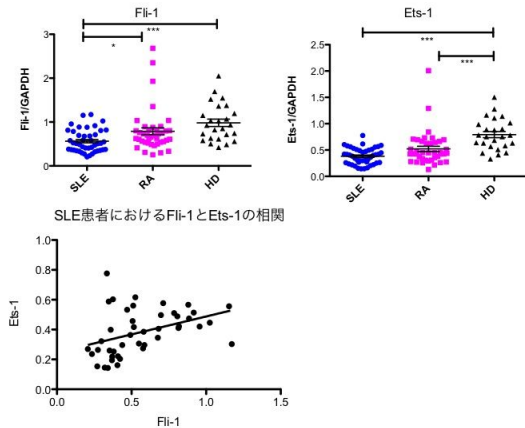 Fli-1
***
*
Fli-1/GAPDH
3
2
1
0
SLE
RA
HD
Ets-1
***
***
Ets-1/GAPDH
2.5
2.0
1.5
1.0
0.5
0.0
SLE
RA
HD
SLE患者におけるFli-1とEts-1の相関
Ets-1
1.0
0.8
0.6
0.4
0.2
0.0
0.0
0.5
1.0
1.5
Fli-1